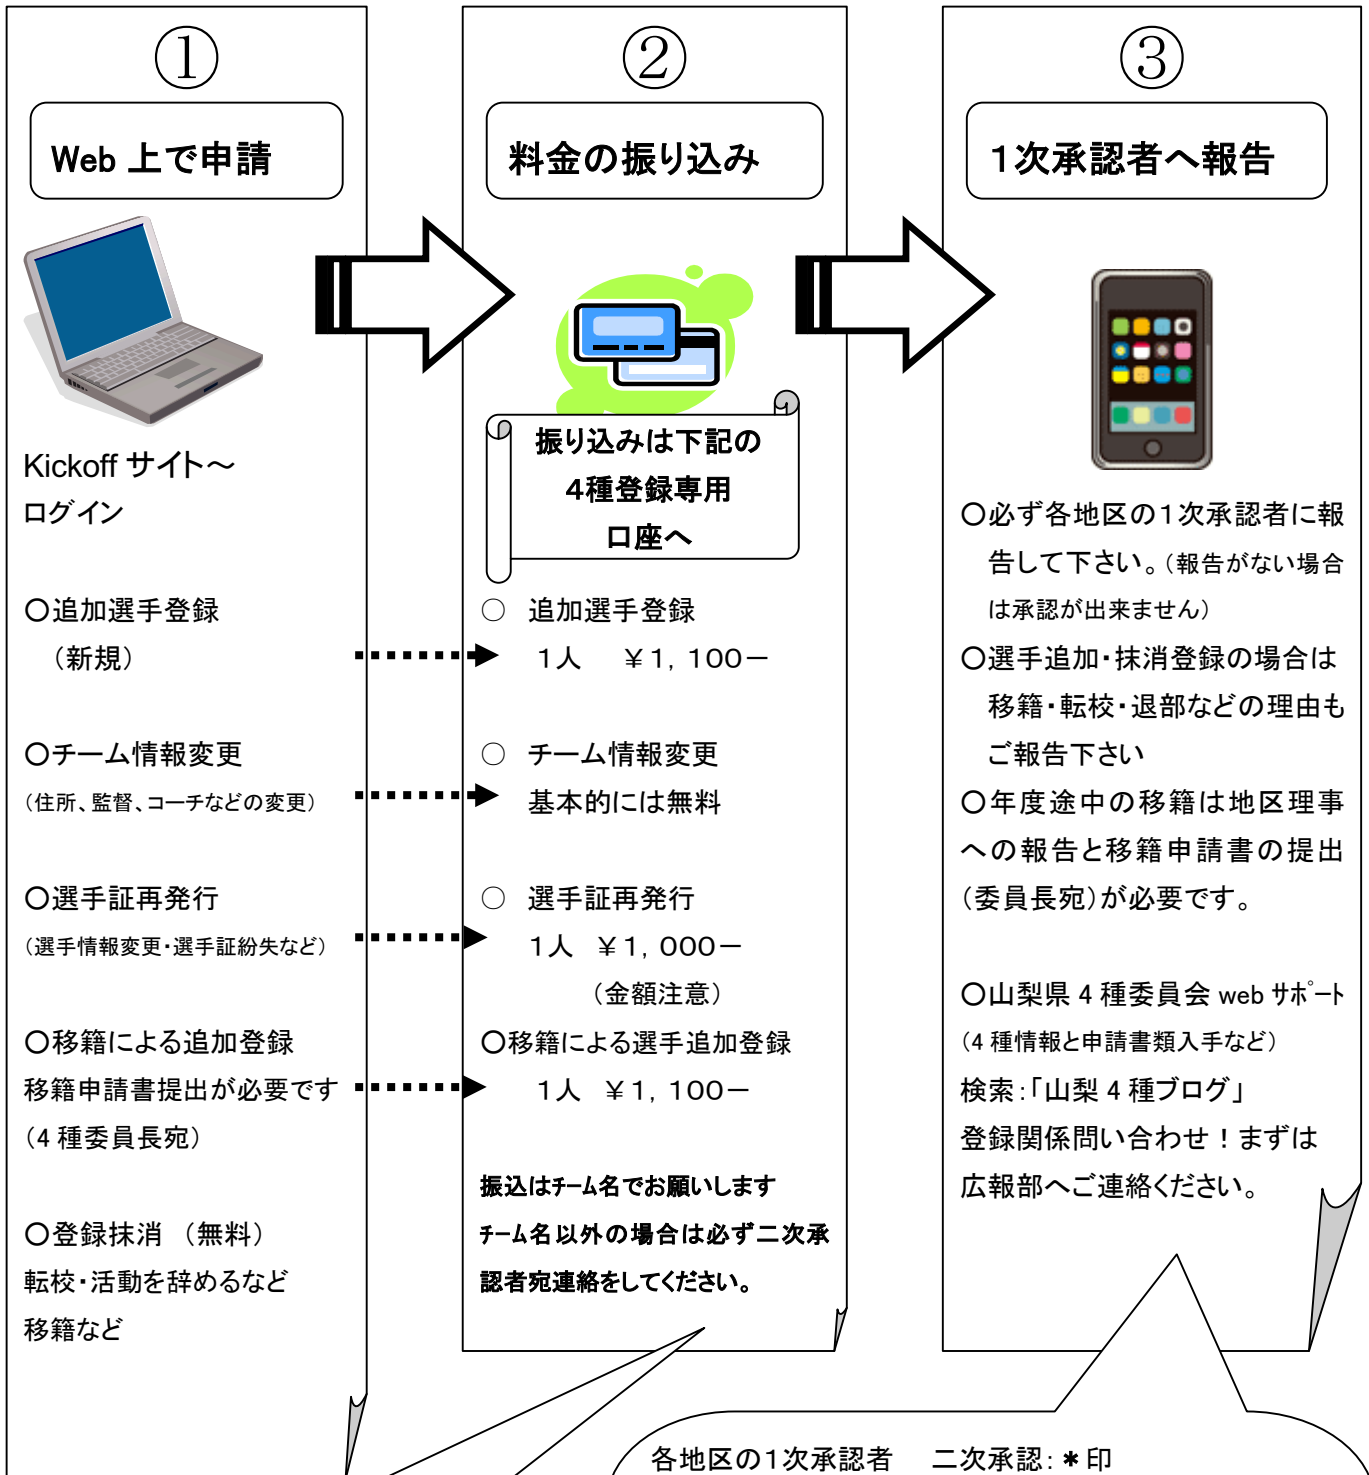 ①
Web 上で申請
Kickoff サイト～
ログイン
〇追加選手登録
（新規）
〇チーム情報変更
（住所、監督、コーチなどの変更）
〇選手証再発行
（選手情報変更・選手証紛失など）
〇移籍による追加登録
移籍申請書提出が必要です
（4 種委員長宛）
〇登録抹消 （無料）
転校・活動を辞めるなど
移籍など
②
料金の振り込み
振り込みは下記の
4種登録専用
口座へ
○ 追加選手登録
1人 ￥1，100－
○ チーム情報変更
基本的には無料
○ 選手証再発行
1人 ￥1，000－
（金額注意）
〇移籍による選手追加登録
1人 ￥1，100－
振込はﾁｰﾑ名でお願いします
ﾁｰﾑ名以外の場合は必ず二次承
認者宛連絡をしてください。
③
1次承認者へ報告
〇必ず各地区の1次承認者に報
告して下さい。（報告がない場合
は承認が出来ません）
〇選手追加・抹消登録の場合は
移籍・転校・退部などの理由も
ご報告下さい
〇年度途中の移籍は地区理事
への報告と移籍申請書の提出
（委員長宛）が必要です。
〇山梨県 4 種委員会 web ｻﾎﾟｰﾄ
（4 種情報と申請書類入手など）
検索：「山梨 4 種ブログ」
登録関係問い合わせ！まずは
広報部へご連絡ください。
各地区の1次承認者 二次承認：＊印